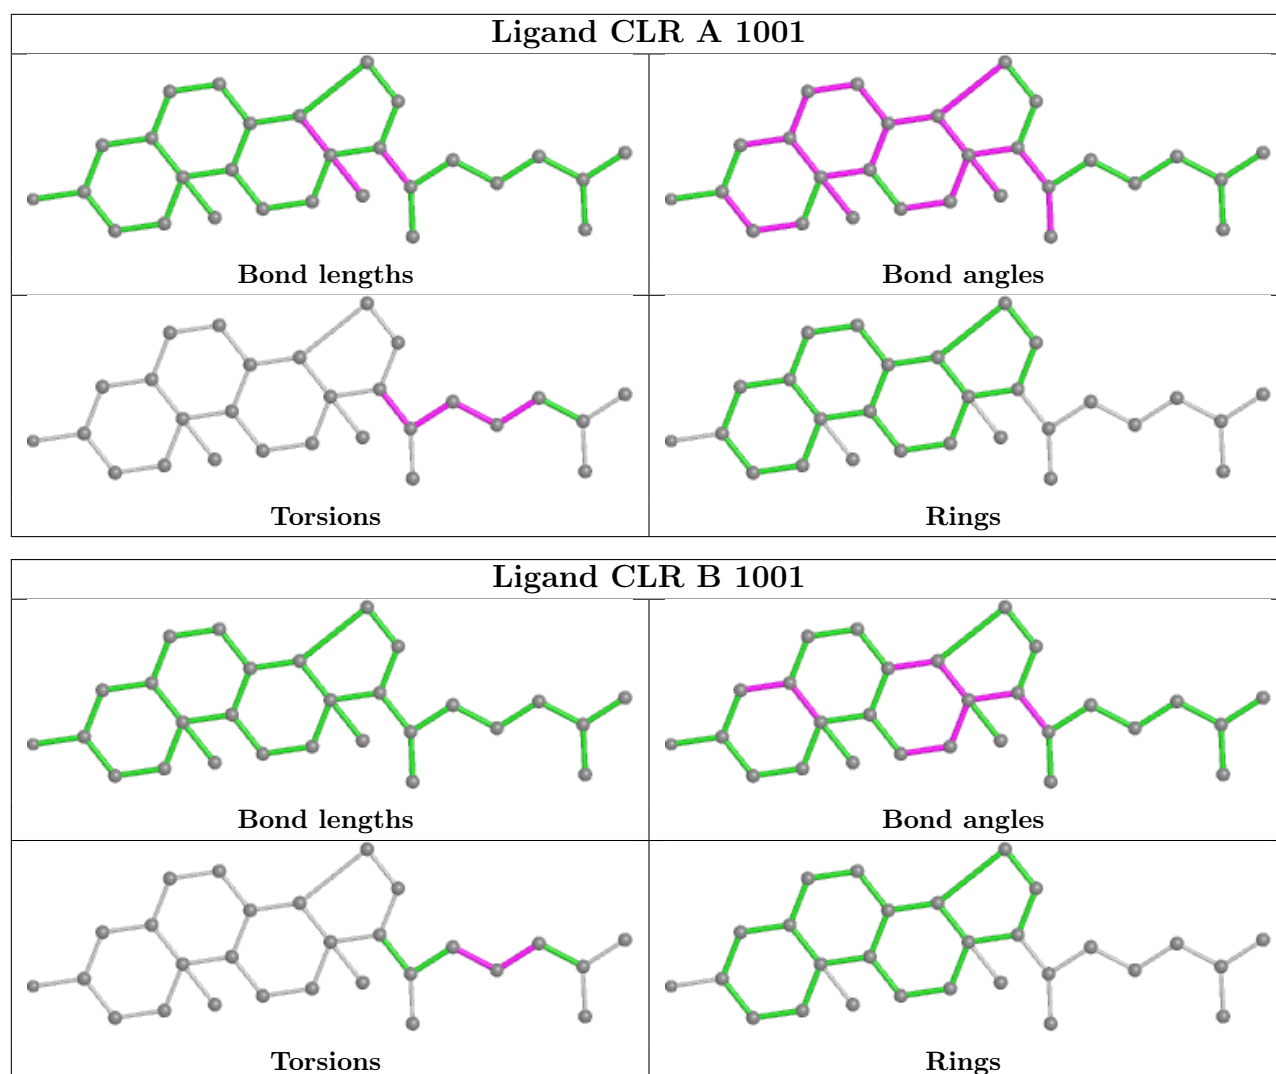 Ligand CLR A 1001
Bond lengths
Bond angles
Torsions
Rings
Ligand CLR B 1001
Bond lengths
Bond angles
Torsions
Rings